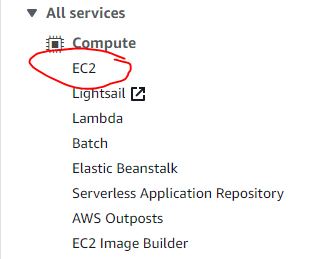 All services
Compute
EC2
Lightsail
Lambda
Batch
Elastic Beanstalk
Serverless Application Repository
AWS Outposts
EC2 Image Builder